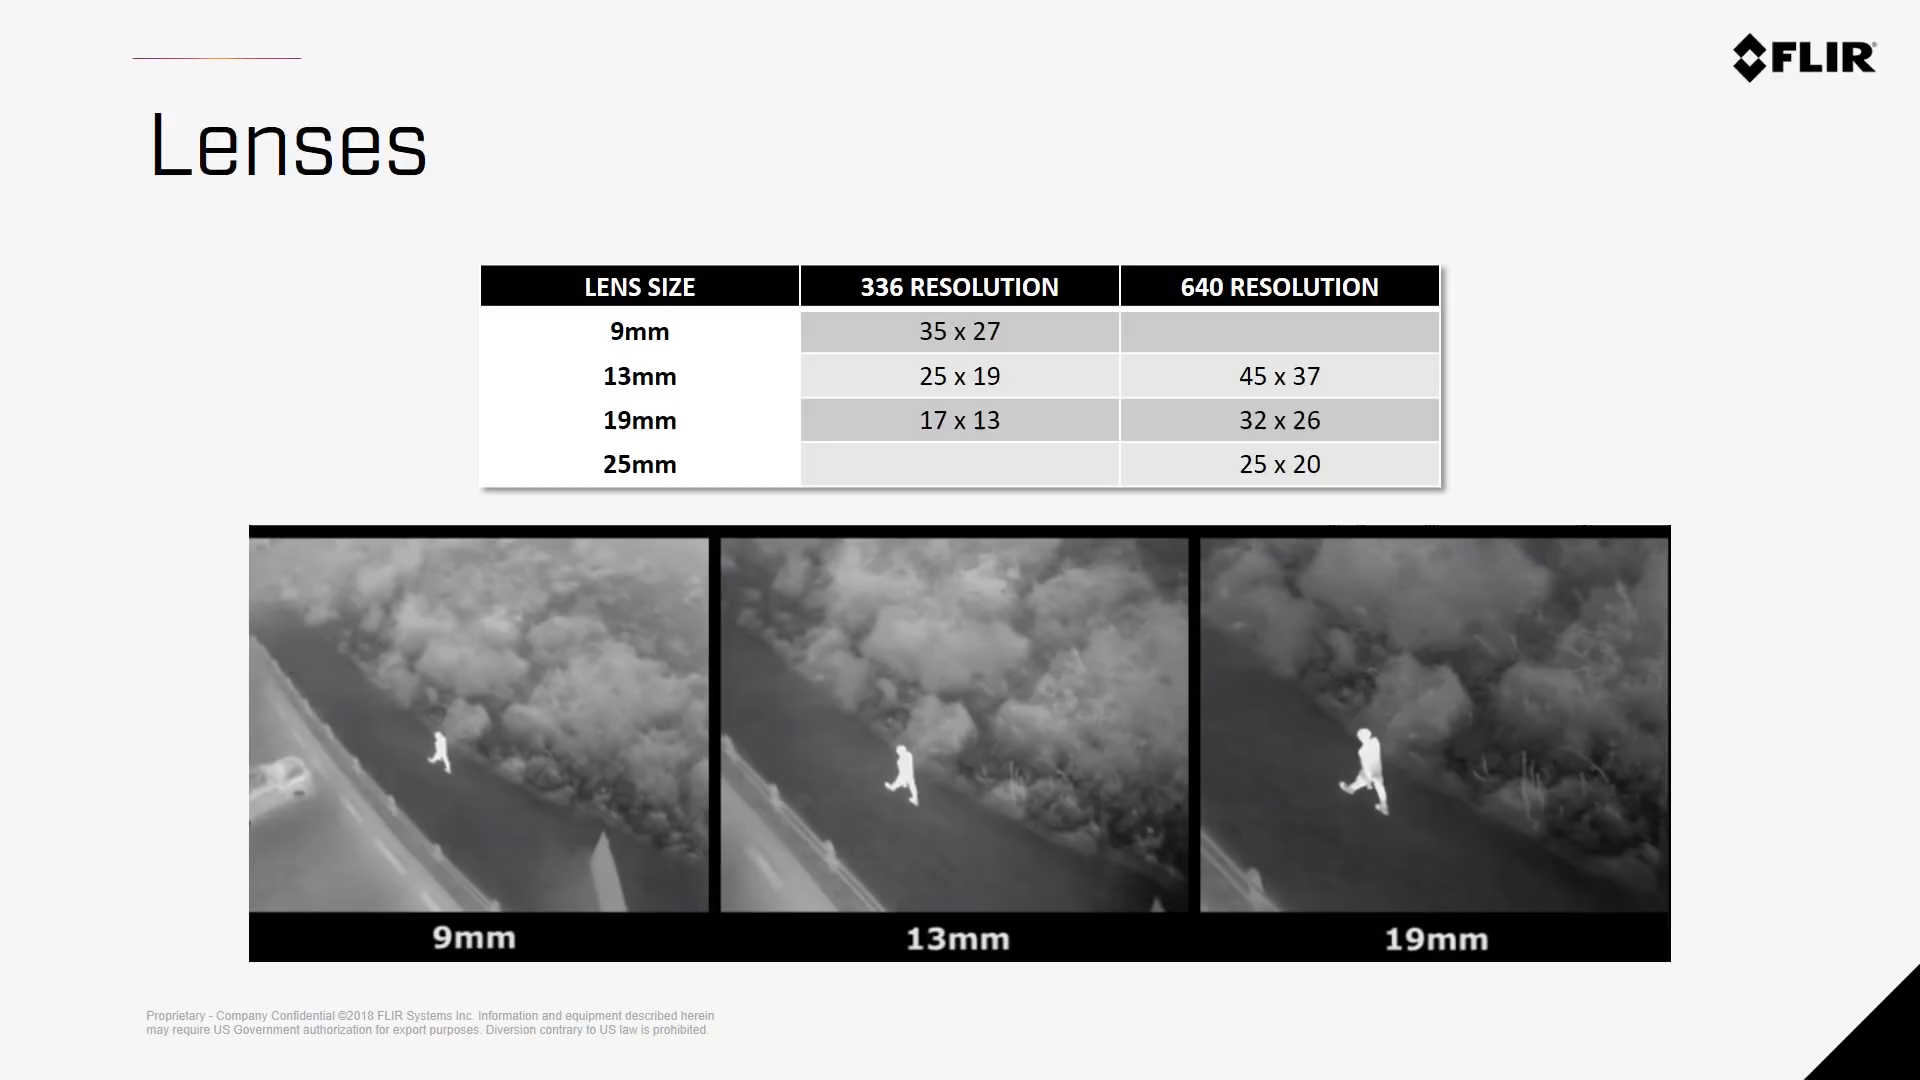 FLIR
Lenses
LENS SIZE 336 RESOLUTION 640 RESOLUTION
9mm 35 x 27
13mm 25 x 19 45 x 37
19mm 17 x 13 32 x 26
25mm 25 x 20
9mm 13mm 19mm
Proprietary - Company Confidential ©2018 FLIR Systems Inc. Information and equipment described herein
may require US Government authorization for export purposes. Diversion contrary to US law is prohibited.